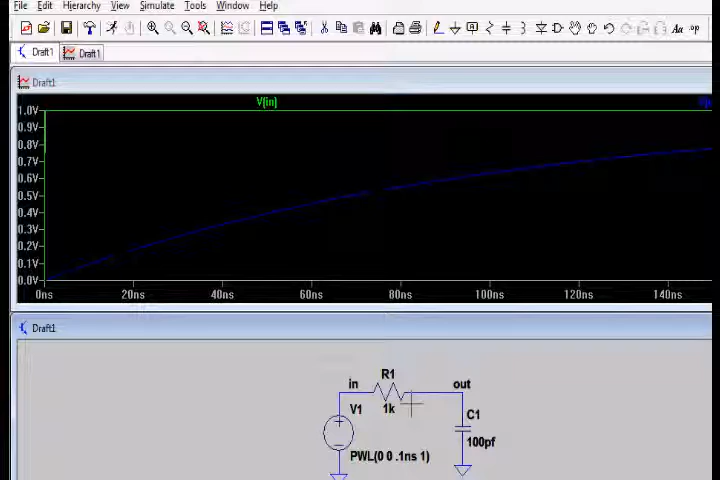 File Edit Hierarchy View Simulate Tools Window Help
Draft1 Draft1
Draft1
V(in)
1.0V
0.9V
0.8V
0.7V
0.6V
0.5V
0.4V
0.3V
0.2V
0.1V
0.0V
0ns 20ns 40ns 60ns 80ns 100ns 120ns 140ns
Draft1
R1
in out
V1 1k C1
100pf
PWL(0 0 .1ns 1)